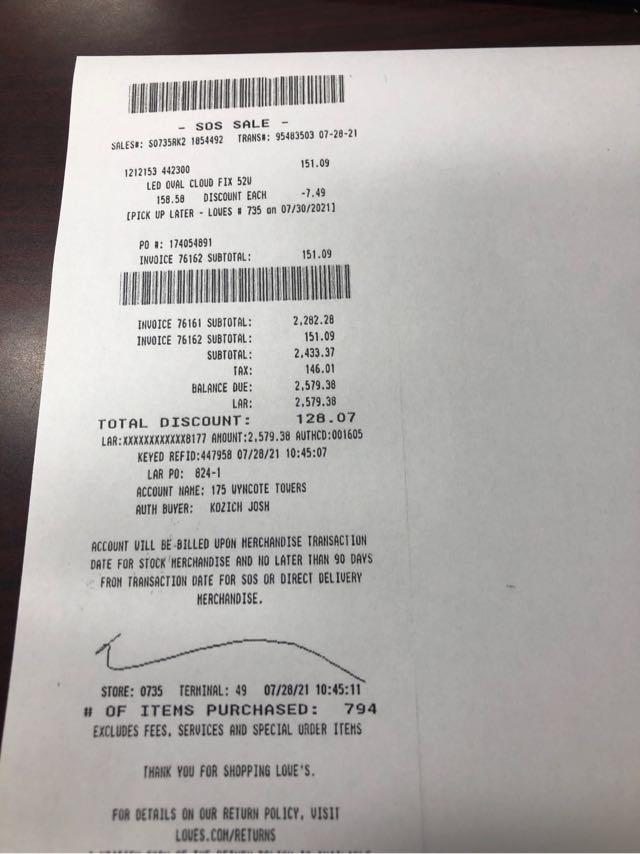 - SOS SALE -
SALES#: S0735RK2 1854492 TRANS#: 95483503 07-28-21
1212153 442300 151.09
LED OVAL CLOUD FIX 52W
158.58 DISCOUNT EACH -7.49
[PICK UP LATER - LOWES # 735 on 07/30/2021]
PO #: 174054891
INVOICE 76162 SUBTOTAL: 151.09
INVOICE 76161 SUBTOTAL: 2,282.28
INVOICE 76162 SUBTOTAL: 151.09
SUBTOTAL: 2,433.37
TAX: 146.01
BALANCE DUE: 2,579.38
LAR: 2,579.38
TOTAL DISCOUNT: 128.07
LAR:XXXXXXXXXXXX8177 AMOUNT:2,579.38 AUTHCD:001605
KEYED REFID:447958 07/28/21 10:45:07
LAR PO: 824-1
ACCOUNT NAME: 175 WYNCOTE TOWERS
AUTH BUYER: KOZICH JOSH
ACCOUNT WILL BE BILLED UPON MERCHANDISE TRANSACTION
DATE FOR STOCK MERCHANDISE AND NO LATER THAN 90 DAYS
FROM TRANSACTION DATE FOR SOS OR DIRECT DELIVERY
MERCHANDISE.
STORE: 0735 TERMINAL: 49 07/28/21 10:45:11
# OF ITEMS PURCHASED: 794
EXCLUDES FEES, SERVICES AND SPECIAL ORDER ITEMS
THANK YOU FOR SHOPPING LOWE'S.
FOR DETAILS ON OUR RETURN POLICY, VISIT
LOWES.COM/RETURNS